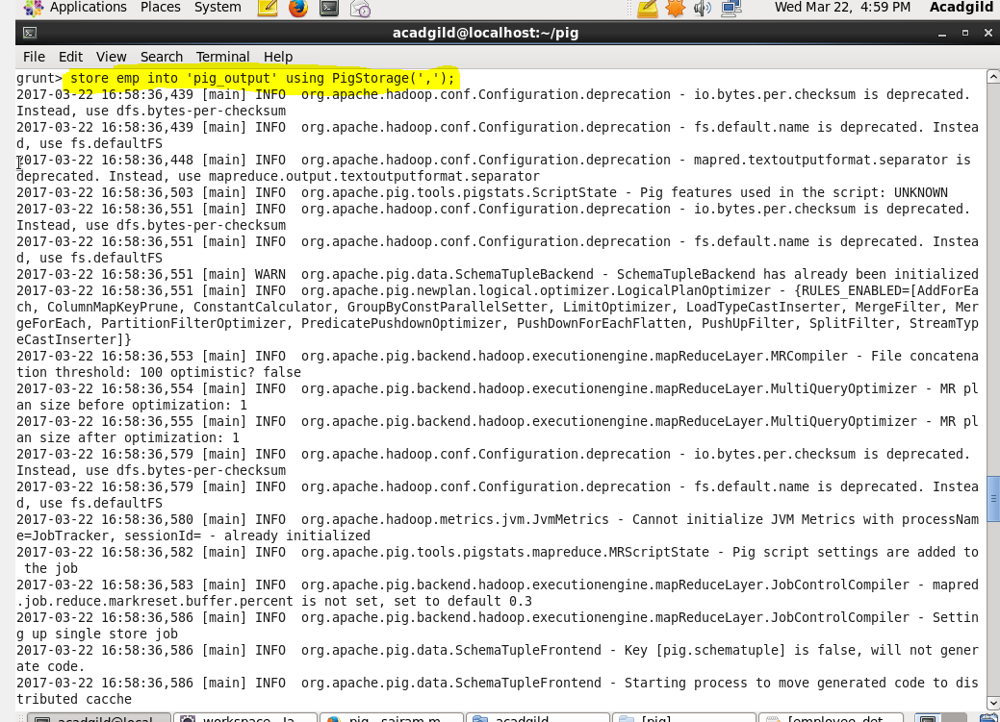 Applications Places System Wed Mar 22, 4:59 PM Acadgild
acadgild@localhost:~/pig
File Edit View Search Terminal Help
grunt> store emp into 'pig_output' using PigStorage(',');
2017-03-22 16:58:36,439 [main] INFO  org.apache.hadoop.conf.Configuration.deprecation - io.bytes.per.checksum is deprecated.
Instead, use dfs.bytes-per-checksum
2017-03-22 16:58:36,439 [main] INFO  org.apache.hadoop.conf.Configuration.deprecation - fs.default.name is deprecated. Instea
d, use fs.defaultFS
2017-03-22 16:58:36,448 [main] INFO  org.apache.hadoop.conf.Configuration.deprecation - mapred.textoutputformat.separator is
deprecated. Instead, use mapreduce.output.textoutputformat.separator
2017-03-22 16:58:36,503 [main] INFO  org.apache.pig.tools.pigstats.ScriptState - Pig features used in the script: UNKNOWN
2017-03-22 16:58:36,551 [main] INFO  org.apache.hadoop.conf.Configuration.deprecation - io.bytes.per.checksum is deprecated.
Instead, use dfs.bytes-per-checksum
2017-03-22 16:58:36,551 [main] INFO  org.apache.hadoop.conf.Configuration.deprecation - fs.default.name is deprecated. Instea
d, use fs.defaultFS
2017-03-22 16:58:36,551 [main] WARN  org.apache.pig.data.SchemaTupleBackend - SchemaTupleBackend has already been initialized
2017-03-22 16:58:36,551 [main] INFO  org.apache.pig.newplan.logical.optimizer.LogicalPlanOptimizer - {RULES_ENABLED=[AddForEa
ch, ColumnMapKeyPrune, ConstantCalculator, GroupByConstParallelSetter, LimitOptimizer, LoadTypeCastInserter, MergeFilter, Mer
geForEach, PartitionFilterOptimizer, PredicatePushdownOptimizer, PushDownForEachFlatten, PushUpFilter, SplitFilter, StreamTyp
eCastInserter]}
2017-03-22 16:58:36,553 [main] INFO  org.apache.pig.backend.hadoop.executionengine.mapReduceLayer.MRCompiler - File concatena
tion threshold: 100 optimistic? false
2017-03-22 16:58:36,554 [main] INFO  org.apache.pig.backend.hadoop.executionengine.mapReduceLayer.MultiQueryOptimizer - MR pl
an size before optimization: 1
2017-03-22 16:58:36,555 [main] INFO  org.apache.pig.backend.hadoop.executionengine.mapReduceLayer.MultiQueryOptimizer - MR pl
an size after optimization: 1
2017-03-22 16:58:36,579 [main] INFO  org.apache.hadoop.conf.Configuration.deprecation - io.bytes.per.checksum is deprecated.
Instead, use dfs.bytes-per-checksum
2017-03-22 16:58:36,579 [main] INFO  org.apache.hadoop.conf.Configuration.deprecation - fs.default.name is deprecated. Instea
d, use fs.defaultFS
2017-03-22 16:58:36,580 [main] INFO  org.apache.hadoop.metrics.jvm.JvmMetrics - Cannot initialize JVM Metrics with processNam
e=JobTracker, sessionId= - already initialized
2017-03-22 16:58:36,582 [main] INFO  org.apache.pig.tools.pigstats.mapreduce.MRScriptState - Pig script settings are added to
 the job
2017-03-22 16:58:36,583 [main] INFO  org.apache.pig.backend.hadoop.executionengine.mapReduceLayer.JobControlCompiler - mapred
.job.reduce.markreset.buffer.percent is not set, set to default 0.3
2017-03-22 16:58:36,586 [main] INFO  org.apache.pig.backend.hadoop.executionengine.mapReduceLayer.JobControlCompiler - Settin
g up single store job
2017-03-22 16:58:36,586 [main] INFO  org.apache.pig.data.SchemaTupleFrontend - Key [pig.schematuple] is false, will not gener
ate code.
2017-03-22 16:58:36,586 [main] INFO  org.apache.pig.data.SchemaTupleFrontend - Starting process to move generated code to dis
tributed cacche
acadgild@local pig sairam acadgild [pig] [employee_det